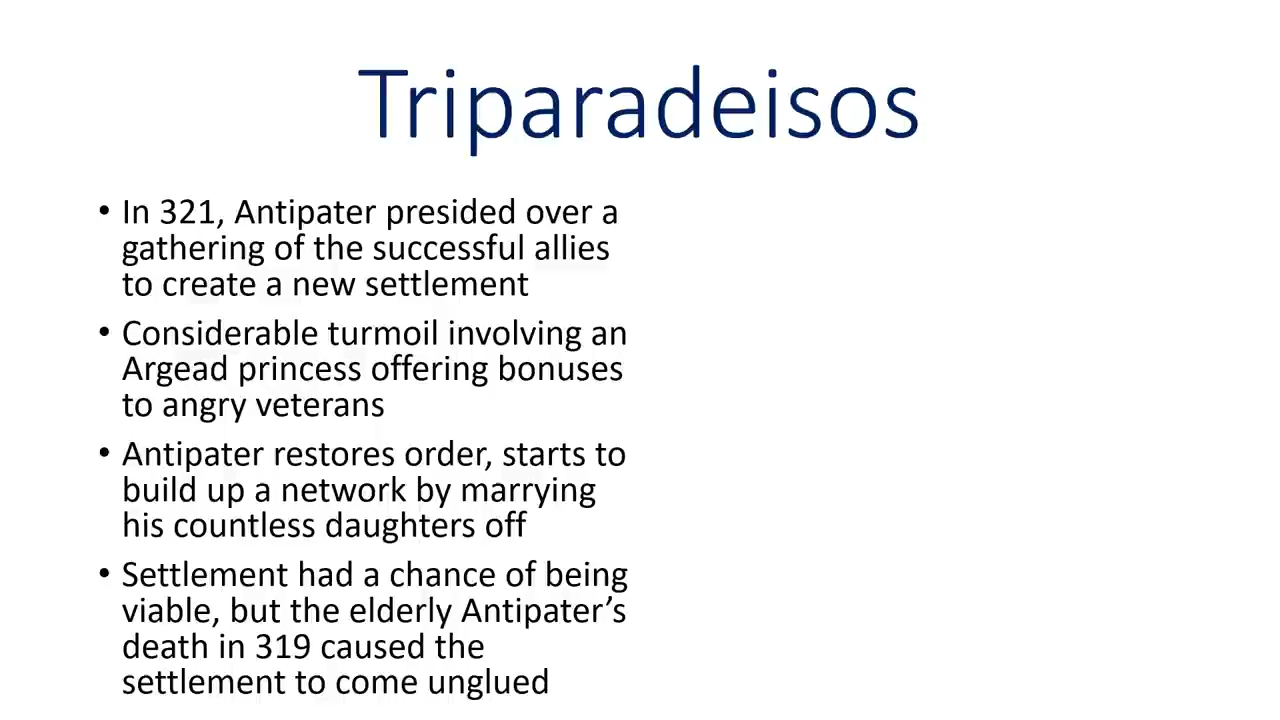 Triparadeisos
• In 321, Antipater presided over a
gathering of the successful allies
to create a new settlement
• Considerable turmoil involving an
Argead princess offering bonuses
to angry veterans
• Antipater restores order, starts to
build up a network by marrying
his countless daughters off
• Settlement had a chance of being
viable, but the elderly Antipater’s
death in 319 caused the
settlement to come unglued